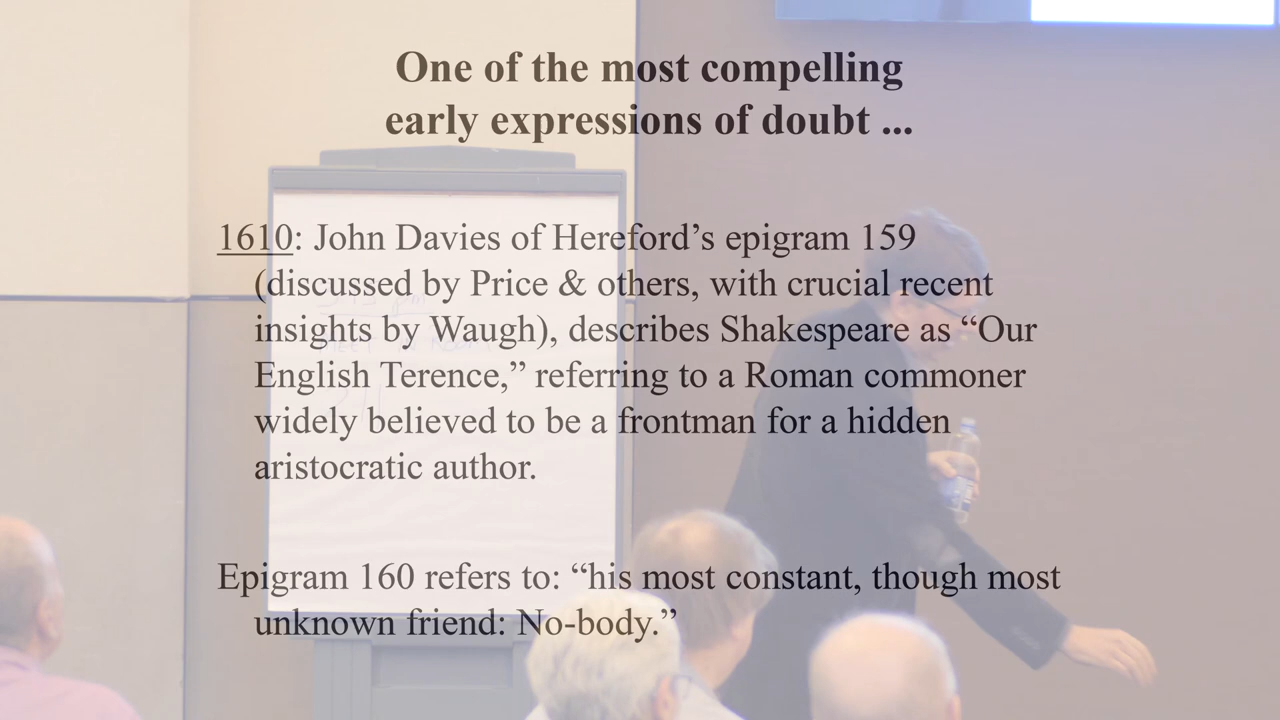 One of the most compelling
early expressions of doubt ...
1610: John Davies of Hereford’s epigram 159
(discussed by Price & others, with crucial recent
insights by Waugh), describes Shakespeare as “Our
English Terence,” referring to a Roman commoner
widely believed to be a frontman for a hidden
aristocratic author.
Epigram 160 refers to: “his most constant, though most
unknown friend: No-body.”